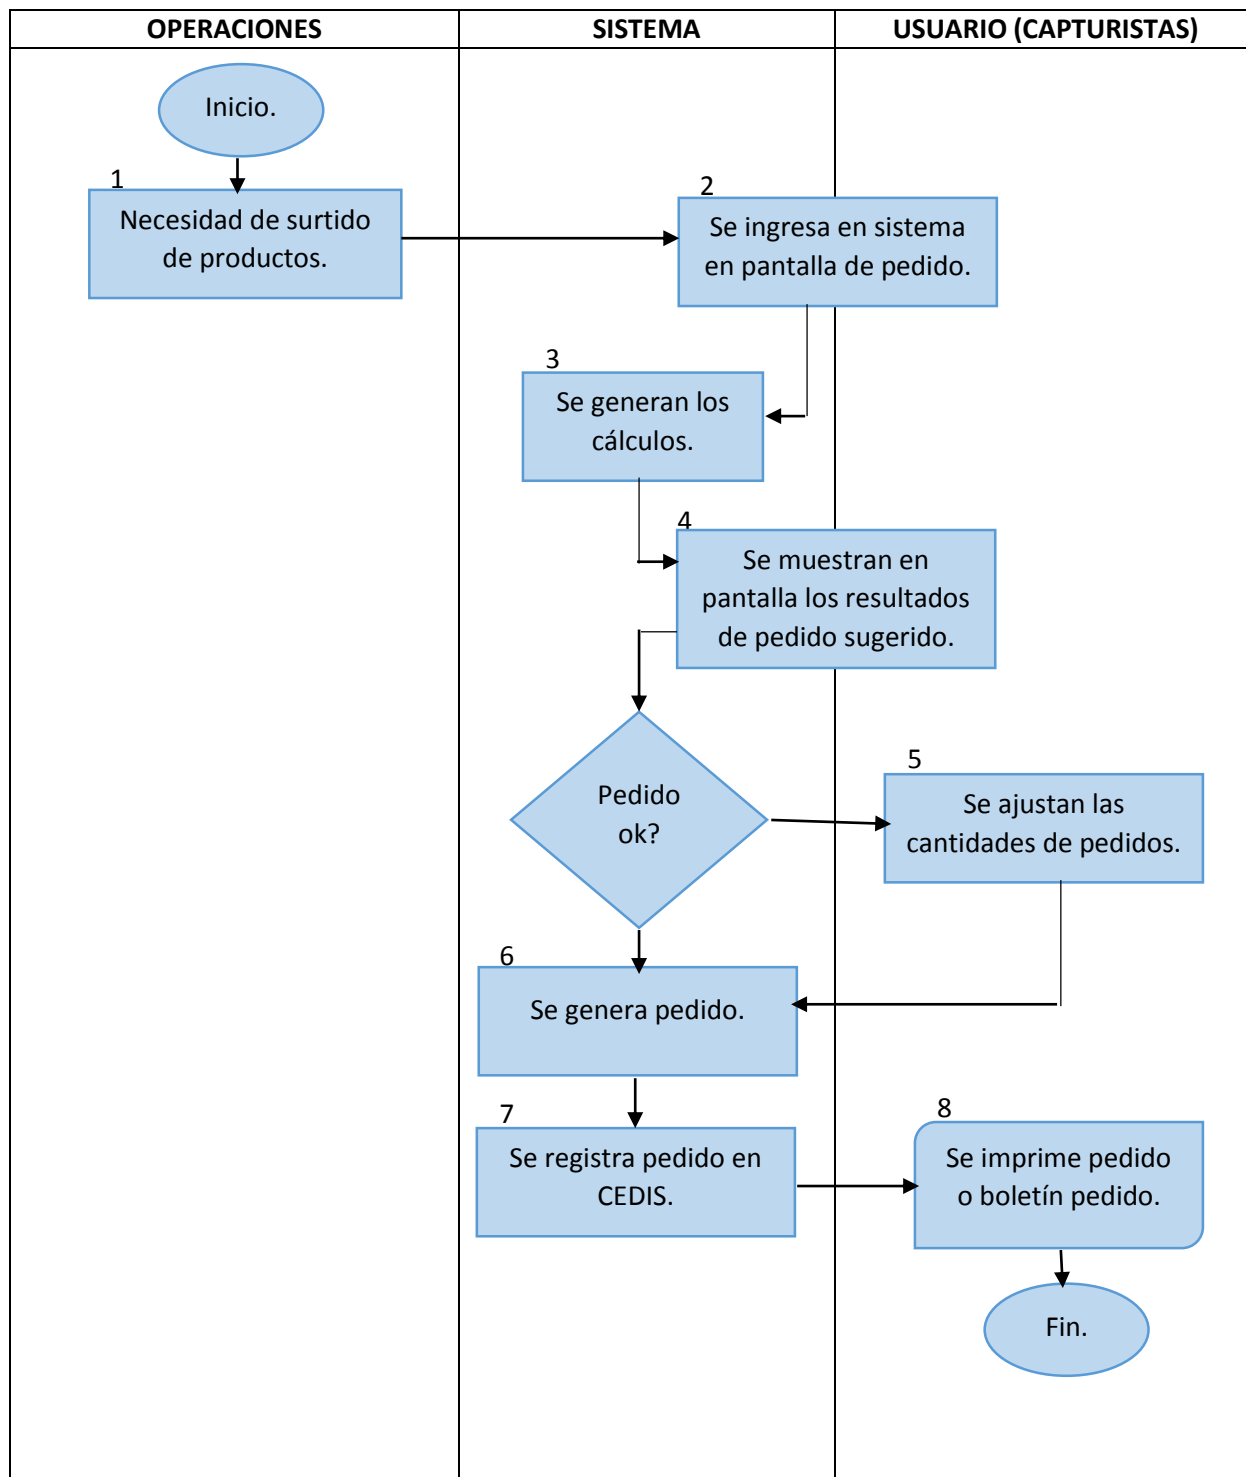 OPERACIONES
SISTEMA
USUARIO (CAPTURISTAS)
Inicio.
1
Necesidad de surtido
de productos.
2
Se ingresa en sistema
en pantalla de pedido.
3
Se generan los
cálculos.
4
Se muestran en
pantalla los resultados
de pedido sugerido.
Pedido
ok?
5
Se ajustan las
cantidades de pedidos.
6
Se genera pedido.
7
Se registra pedido en
CEDIS.
8
Se imprime pedido
o boletín pedido.
Fin.